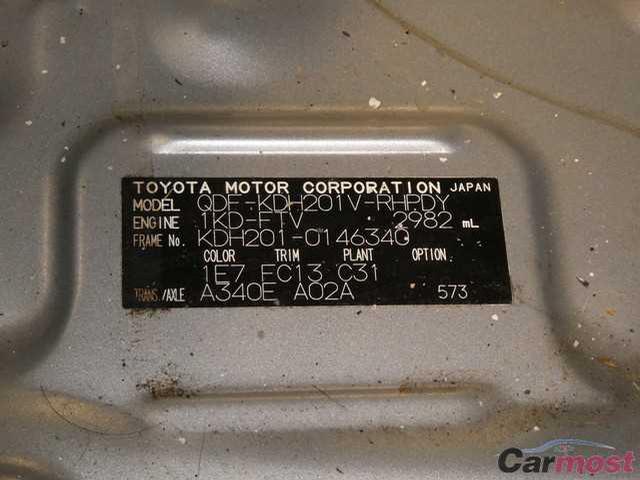 TOYOTA MOTOR CORPORATION JAPAN
MODEL QDF-KDH201V-RHPDY
ENGINE 1KD-FTV 2982 mL
FRAME No. KDH201-0146340
COLOR TRIM PLANT OPTION
1E7 FC13 C31
TRANS./AXLE A340E A02A 573
Carmost